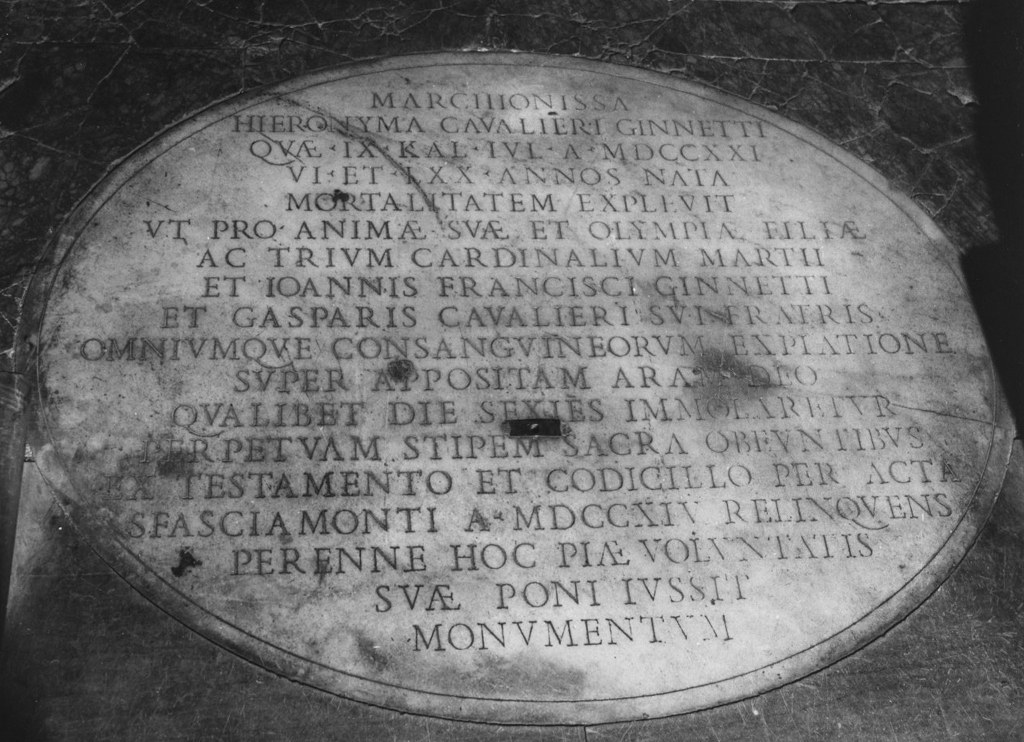 MARCHIONISSA
HIERONYMA CAVALIERI GINNETTI
QVÆ · IX · KAL · IVL · A · MDCCXXI
VI · ET · LXX · ANNOS NATA
MORTALITATEM EXPLEVIT
VT PRO ANIMÆ SVÆ ET OLYMPIÆ FILIÆ
AC TRIVM CARDINALIVM MARTII
ET IOANNIS FRANCISCI GINNETTI
ET GASPARIS CAVALIERI SVI FRATRIS
OMNIVMQVE CONSANGVINEORVM EXPIATIONE
SVPER APPOSITAM ARAM DEO
QVALIBET DIE SEXIES IMMOLARETVR
PERPETVAM STIPEM SACRA OBEVNTIBVS
EX TESTAMENTO ET CODICILLO PER ACTA
SFASCIAMONTI A · MDCCXIV RELINQVENS
PERENNE HOC PIÆ VOLVNTATIS
SVÆ PONI IVSSIT
MONVMENTVM